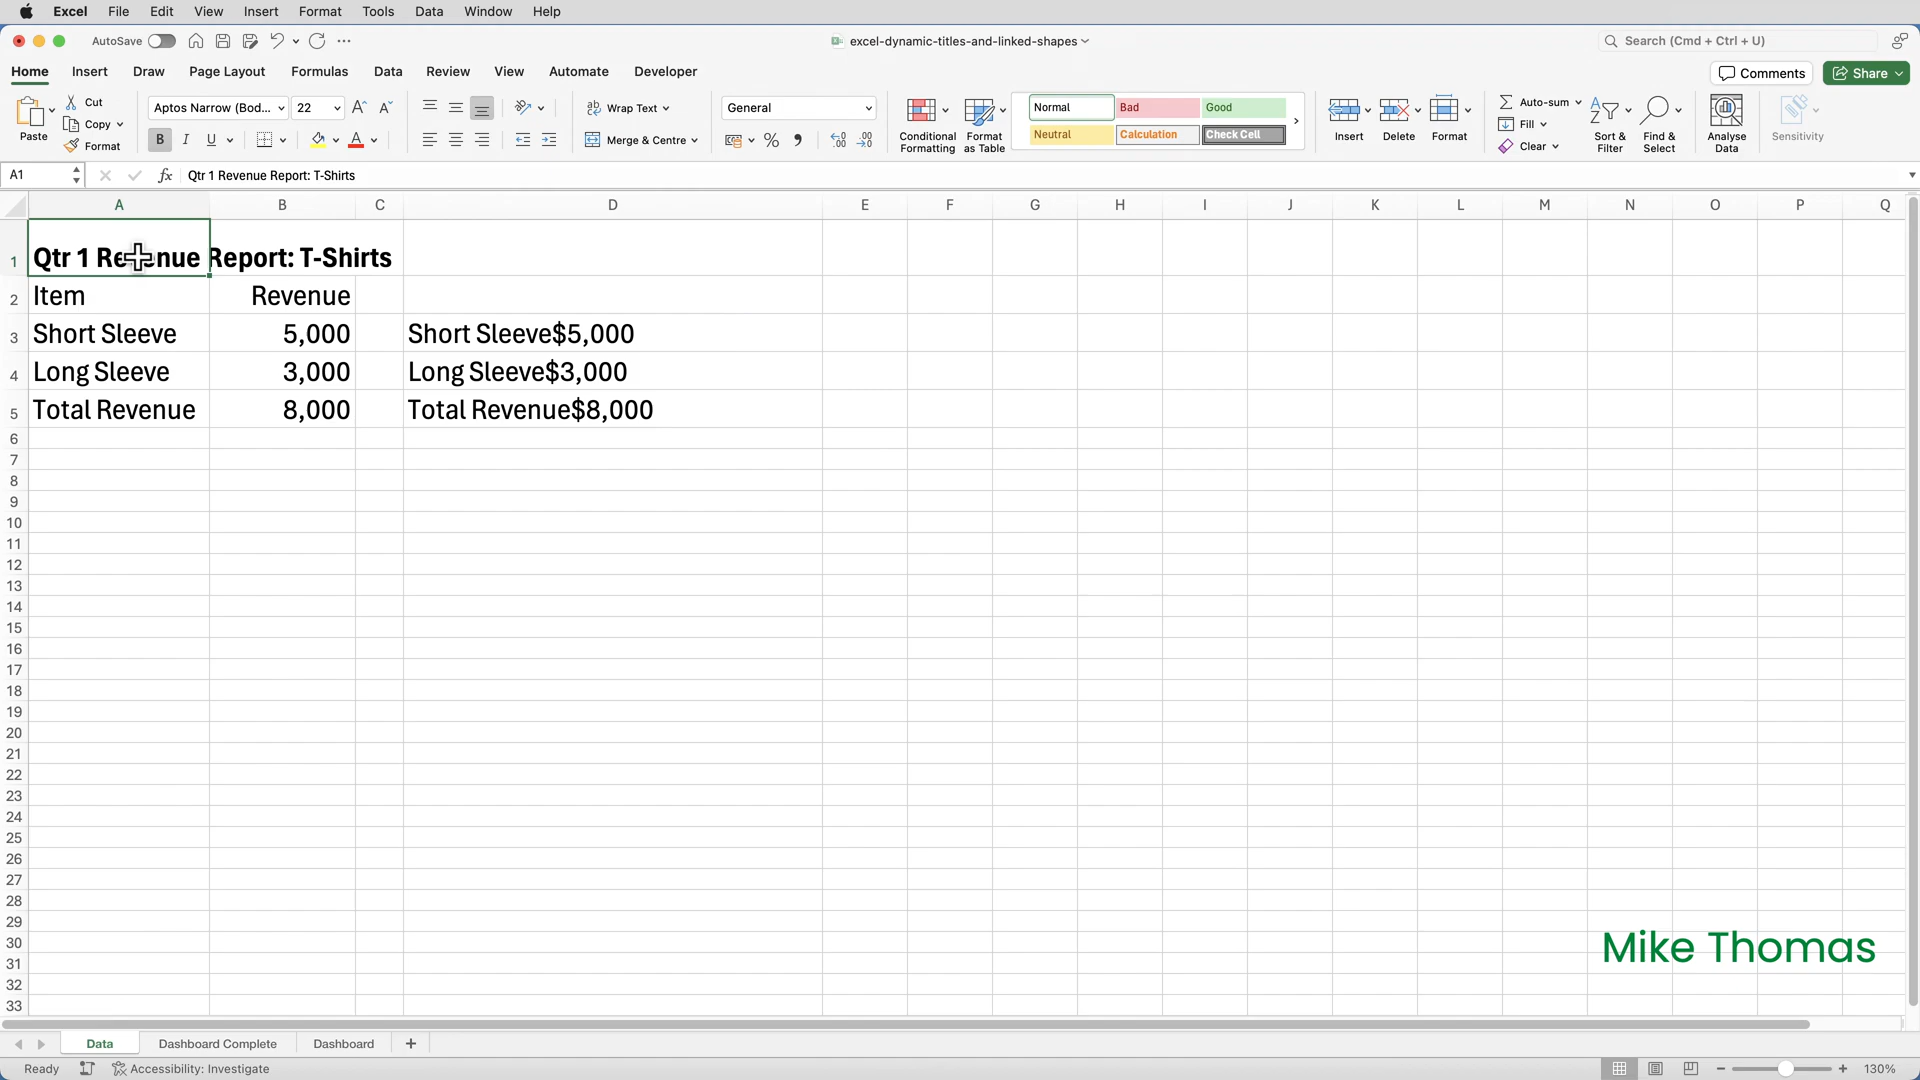 Excel File Edit View Insert Format Tools Data Window Help
AutoSave excel-dynamic-titles-and-linked-shapes Search (Cmd + Ctrl + U)
Home Insert Draw Page Layout Formulas Data Review View Automate Developer Comments Share
Paste Cut Copy Format
Aptos Narrow (Bod... 22 A^ A˅
B I U A
ab Wrap Text
Merge & Centre
General
% ,
Conditional Formatting
Format as Table
Normal Bad Good
Neutral Calculation Check Cell
Insert Delete Format
Auto-sum
Fill
Clear
Sort & Filter
Find & Select
Analyse Data
Sensitivity
A1 fx Qtr 1 Revenue Report: T-Shirts
A B C D E F G H I J K L M N O P Q
1 Qtr 1 Revenue Report: T-Shirts
2 Item Revenue
3 Short Sleeve 5,000 Short Sleeve$5,000
4 Long Sleeve 3,000 Long Sleeve$3,000
5 Total Revenue 8,000 Total Revenue$8,000
6
7
8
9
10
11
12
13
14
15
16
17
18
19
20
21
22
23
24
25
26
27
28
29
30
Mike Thomas
31
32
33
Data Dashboard Complete Dashboard +
Ready Accessibility: Investigate 130%